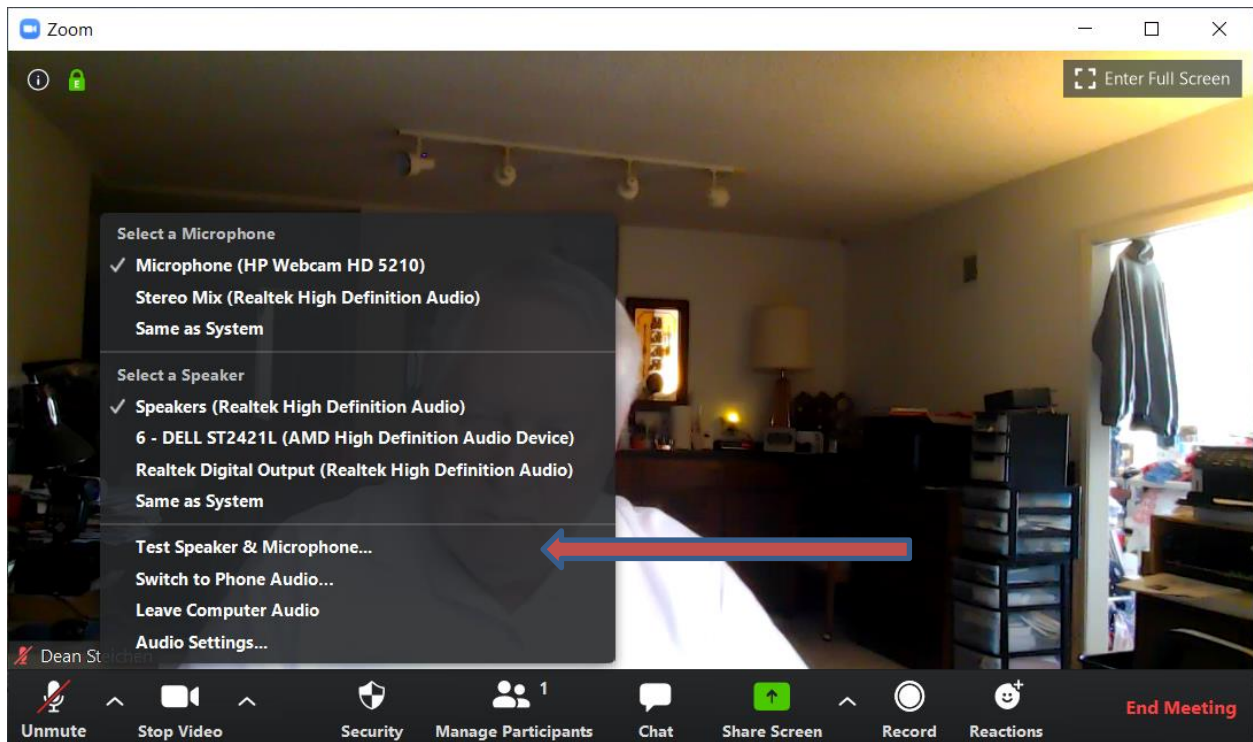 Zoom
Enter Full Screen
Select a Microphone
✓ Microphone (HP Webcam HD 5210)
Stereo Mix (Realtek High Definition Audio)
Same as System
Select a Speaker
✓ Speakers (Realtek High Definition Audio)
6 - DELL ST2421L (AMD High Definition Audio Device)
Realtek Digital Output (Realtek High Definition Audio)
Same as System
Test Speaker & Microphone...
Switch to Phone Audio...
Leave Computer Audio
Audio Settings...
Dean Steichen
1
Unmute
Stop Video
Security
Manage Participants
Chat
Share Screen
Record
Reactions
End Meeting